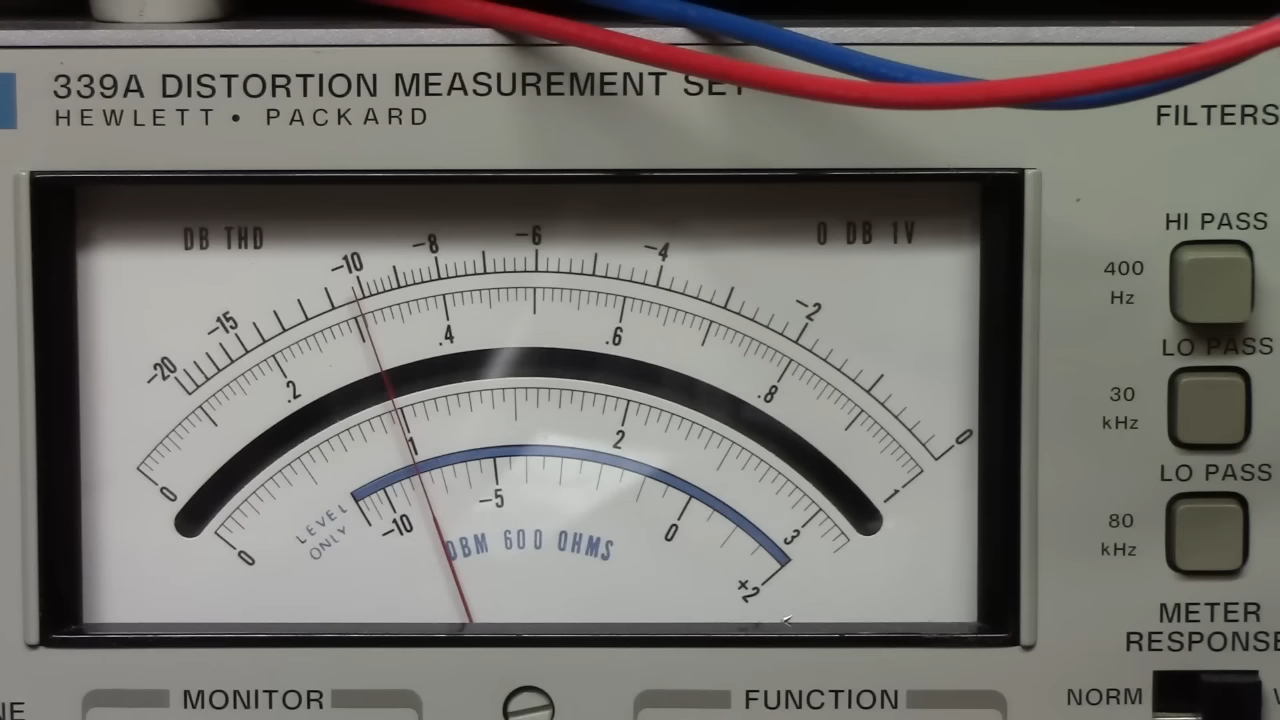 339A DISTORTION MEASUREMENT SET
HEWLETT • PACKARD
FILTERS
DB THD
0 DB 1V
-20 -15 -10 -8 -6 -4 -2 0
0 .2 .4 .6 .8 1
0 1 2 3
LEVEL
ONLY
-10 -5 0 +2
DBM 600 OHMS
HI PASS
400
Hz
LO PASS
30
kHz
LO PASS
80
kHz
METER
RESPONSE
NORM
MONITOR
FUNCTION